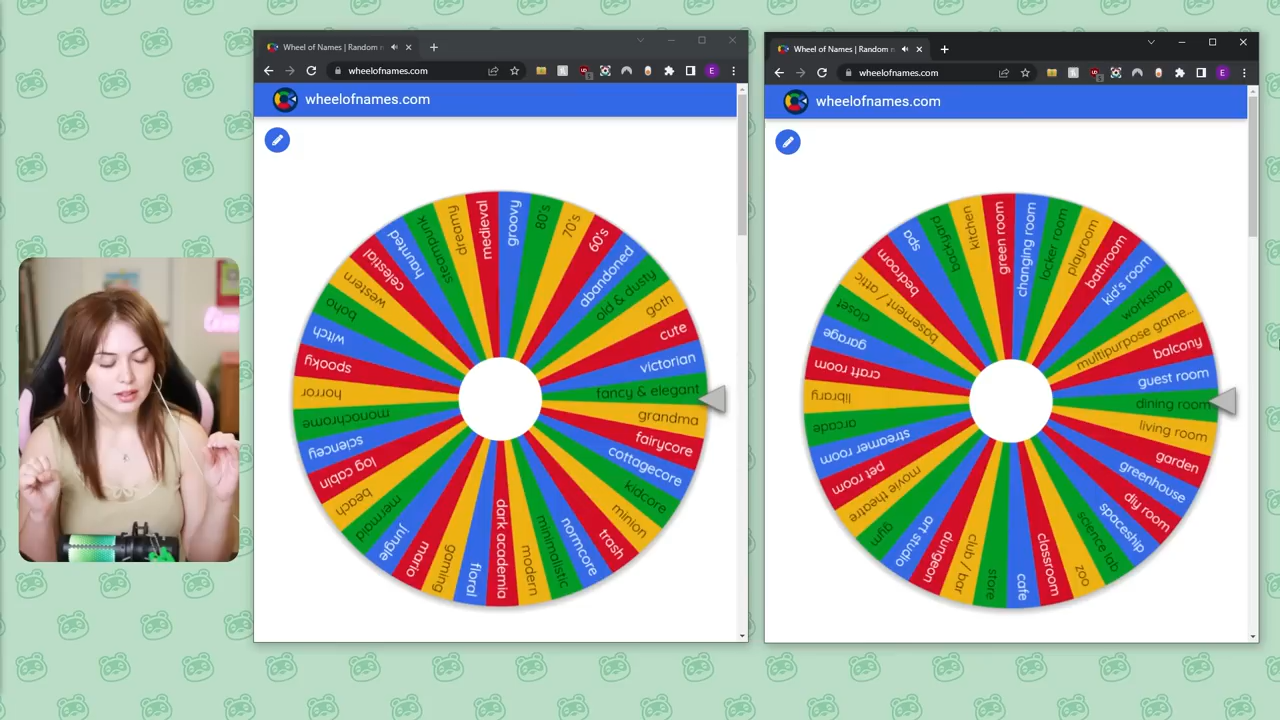 Wheel of Names | Random n
wheelofnames.com
E
wheelofnames.com
groovy
80's
70's
60's
abandoned
old & dusty
goth
cute
victorian
fancy & elegant
grandma
fairycore
cottagecore
kidcore
minion
trash
normcore
minimalistic
modern
dark academia
floral
gaming
mario
jungle
mermaid
beach
log cabin
sciencey
monochrome
horror
spooky
witch
boho
western
celestial
haunted
steampunk
dreamy
medieval
Wheel of Names | Random n
wheelofnames.com
E
wheelofnames.com
changing room
locker room
playroom
bathroom
kid's room
workshop
multipurpose game...
balcony
guest room
dining room
living room
garden
greenhouse
diy room
spaceship
science lab
zoo
classroom
cafe
store
club / bar
dungeon
art studio
gym
movie theatre
pet room
streamer room
arcade
library
craft room
garage
closet
basement / attic
bedroom
spa
backyard
kitchen
green room